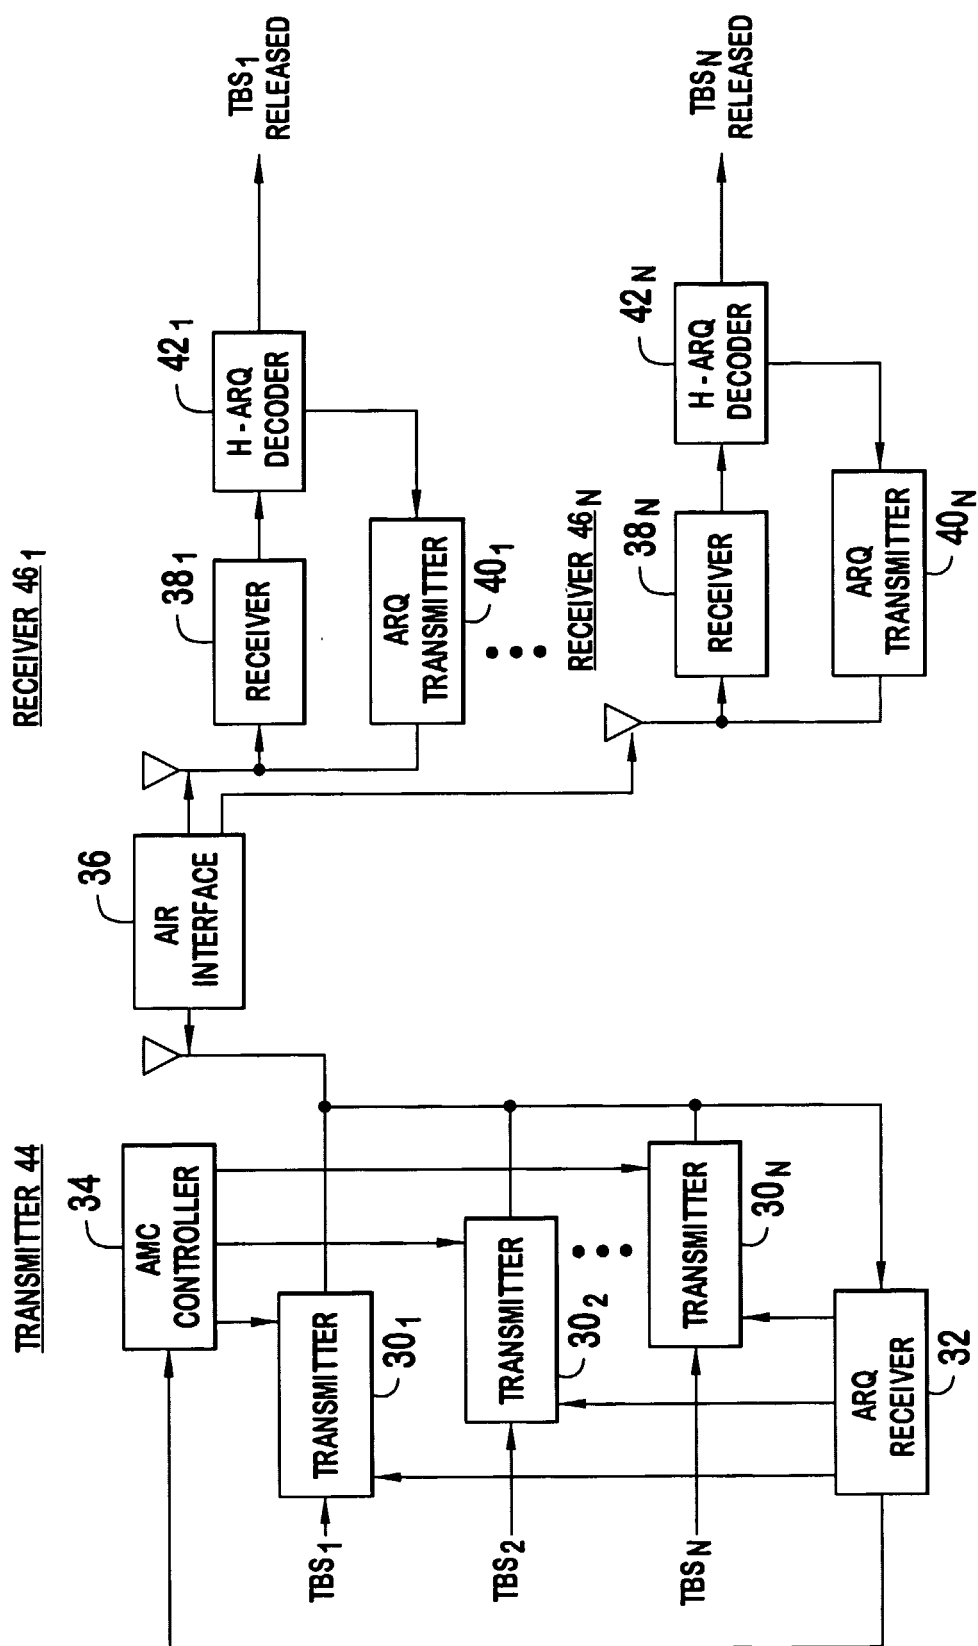 TRANSMITTER 44
34
AMC
CONTROLLER
TBS1
TRANSMITTER
301
TBS2
TRANSMITTER
302
TBSN
TRANSMITTER
30N
ARQ
RECEIVER
32
36
AIR
INTERFACE
RECEIVER 461
RECEIVER
381
H-ARQ
DECODER
421
ARQ
TRANSMITTER
401
TBS1
RELEASED
RECEIVER 46N
RECEIVER
38N
H-ARQ
DECODER
42N
ARQ
TRANSMITTER
40N
TBSN
RELEASED